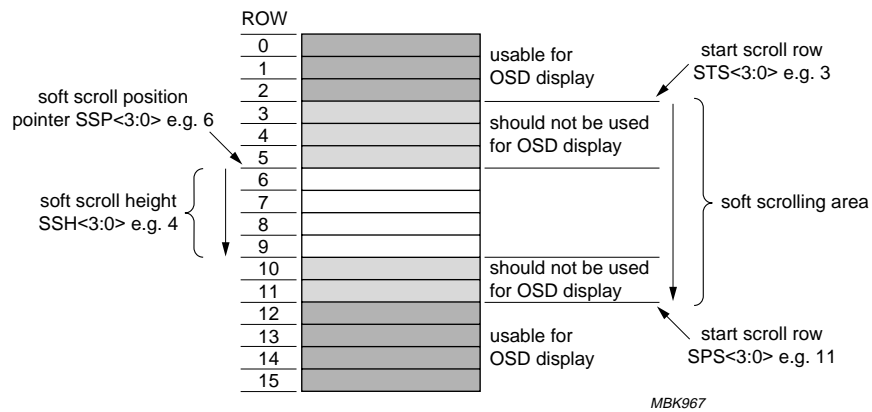 ROW
0
1
2
3
4
5
6
7
8
9
10
11
12
13
14
15
soft scroll position
pointer SSP<3:0> e.g. 6
soft scroll height
SSH<3:0> e.g. 4
usable for
OSD display
should not be used
for OSD display
should not be used
for OSD display
usable for
OSD display
start scroll row
STS<3:0> e.g. 3
soft scrolling area
start scroll row
SPS<3:0> e.g. 11
MBK967